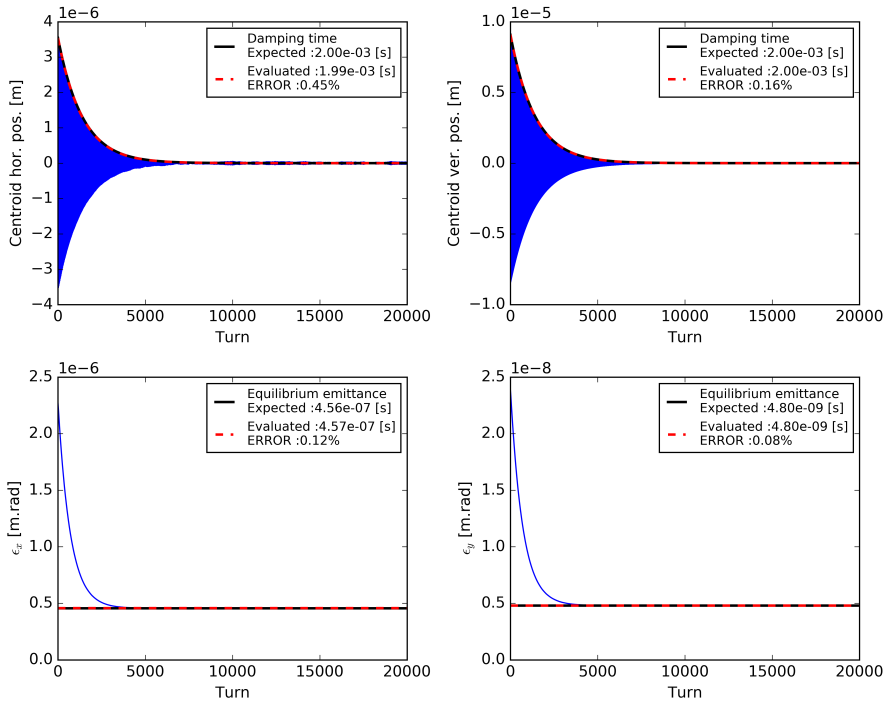 1e−6
4
3
2
1
0
−1
−2
−3
−4
0 5000 10000 15000 20000
Turn
Centroid hor. pos. [m]
Damping time
Expected :2.00e-03 [s]
Evaluated :1.99e-03 [s]
ERROR :0.45%
1e−5
1.0
0.5
0.0
−0.5
−1.0
0 5000 10000 15000 20000
Turn
Centroid ver. pos. [m]
Damping time
Expected :2.00e-03 [s]
Evaluated :2.00e-03 [s]
ERROR :0.16%
1e−6
2.5
2.0
1.5
1.0
0.5
0.0
0 5000 10000 15000 20000
Turn
ϵx [m.rad]
Equilibrium emittance
Expected :4.56e-07 [s]
Evaluated :4.57e-07 [s]
ERROR :0.12%
1e−8
2.5
2.0
1.5
1.0
0.5
0.0
0 5000 10000 15000 20000
Turn
ϵy [m.rad]
Equilibrium emittance
Expected :4.80e-09 [s]
Evaluated :4.80e-09 [s]
ERROR :0.08%